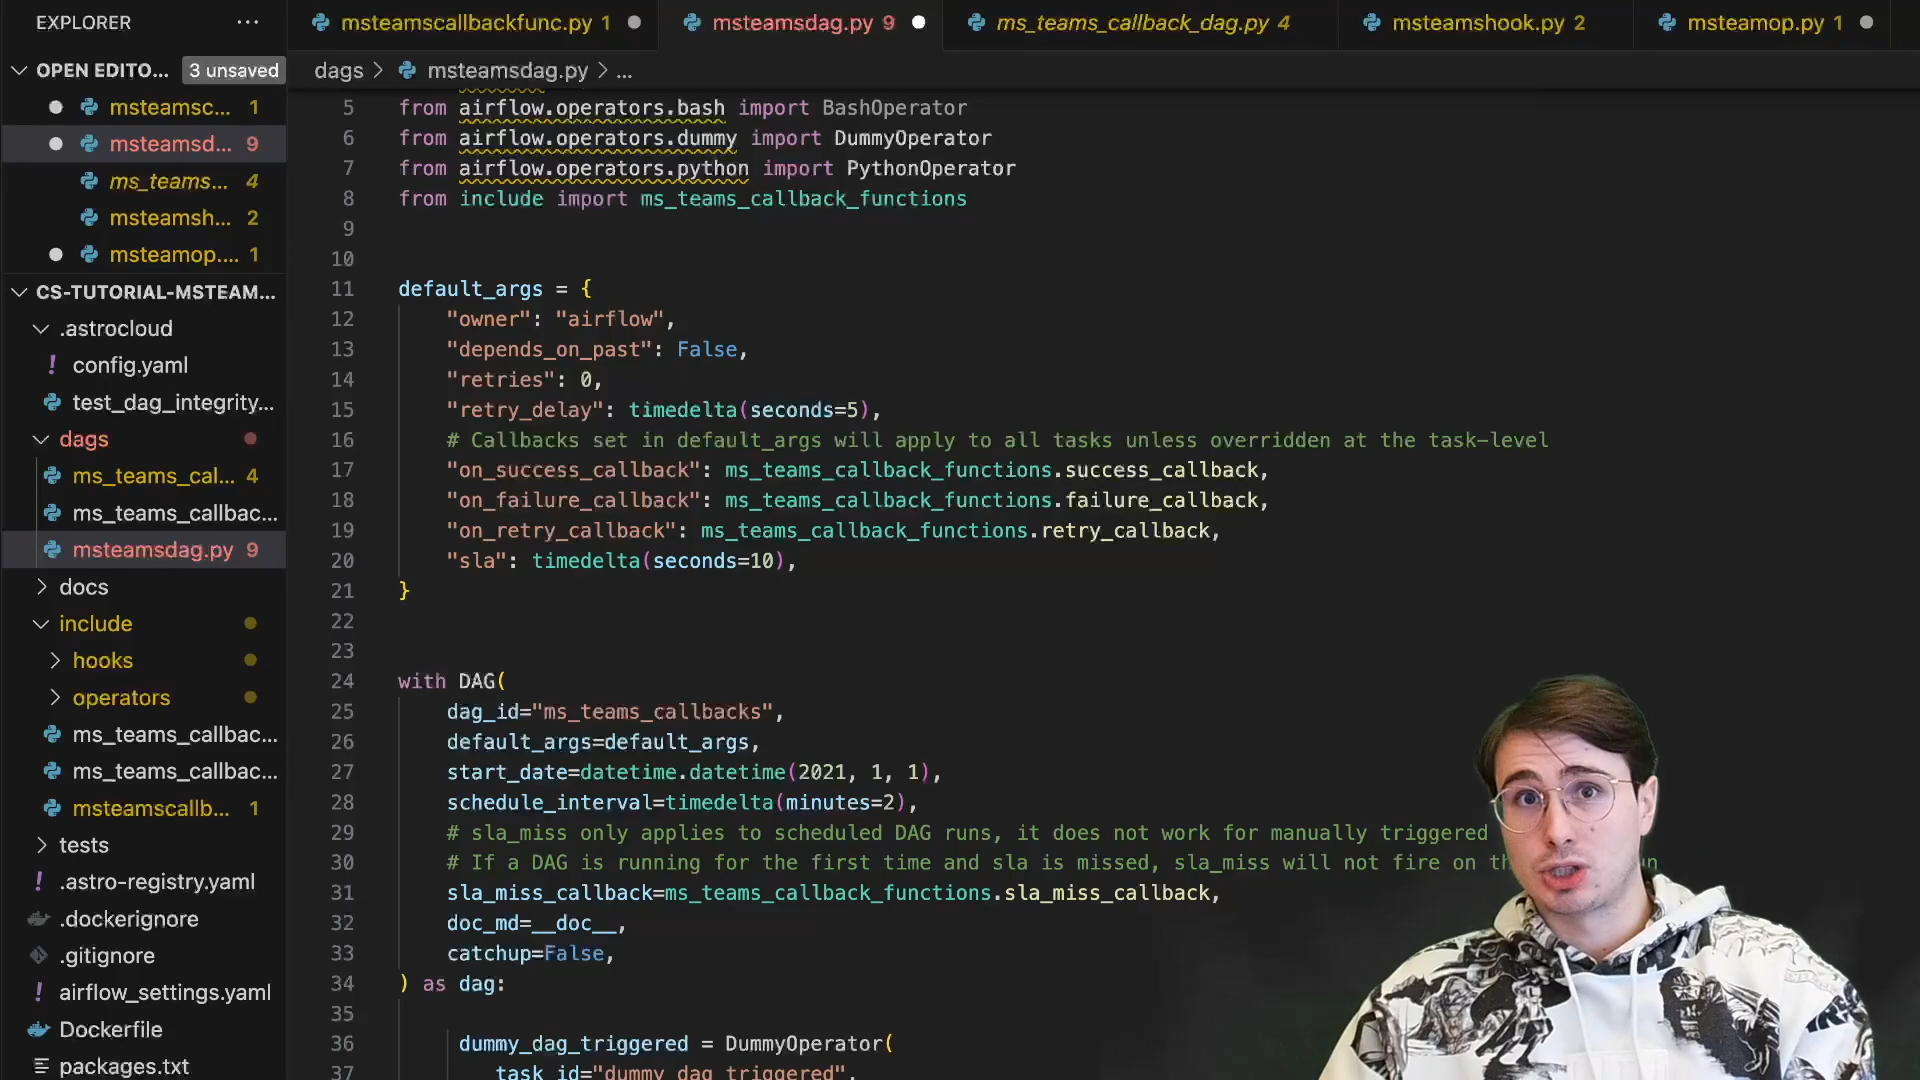 EXPLORER ...
OPEN EDITO... 3 unsaved
msteamsc... 1
msteamsd... 9
ms_teams... 4
msteamsh... 2
msteamop.... 1
CS-TUTORIAL-MSTEAM...
.astrocloud
! config.yaml
test_dag_integrity...
dags
ms_teams_cal... 4
ms_teams_callbac...
msteamsdag.py 9
docs
include
hooks
operators
ms_teams_callbac...
ms_teams_callbac...
msteamscallb... 1
tests
! .astro-registry.yaml
.dockerignore
.gitignore
! airflow_settings.yaml
Dockerfile
packages.txt
msteamscallbackfunc.py 1 msteamsdag.py 9 ms_teams_callback_dag.py 4 msteamshook.py 2 msteamop.py 1
dags > msteamsdag.py > ...
5 from airflow.operators.bash import BashOperator
6 from airflow.operators.dummy import DummyOperator
7 from airflow.operators.python import PythonOperator
8 from include import ms_teams_callback_functions
9
10
11 default_args = {
12 "owner": "airflow",
13 "depends_on_past": False,
14 "retries": 0,
15 "retry_delay": timedelta(seconds=5),
16 # Callbacks set in default_args will apply to all tasks unless overridden at the task-level
17 "on_success_callback": ms_teams_callback_functions.success_callback,
18 "on_failure_callback": ms_teams_callback_functions.failure_callback,
19 "on_retry_callback": ms_teams_callback_functions.retry_callback,
20 "sla": timedelta(seconds=10),
21 }
22
23
24 with DAG(
25 dag_id="ms_teams_callbacks",
26 default_args=default_args,
27 start_date=datetime.datetime(2021, 1, 1),
28 schedule_interval=timedelta(minutes=2),
29 # sla_miss only applies to scheduled DAG runs, it does not work for manually triggered
30 # If a DAG is running for the first time and sla is missed, sla_miss will not fire on
31 sla_miss_callback=ms_teams_callback_functions.sla_miss_callback,
32 doc_md=__doc__,
33 catchup=False,
34 ) as dag:
35
36 dummy_dag_triggered = DummyOperator(
37 task_id="dummy_dag_triggered",